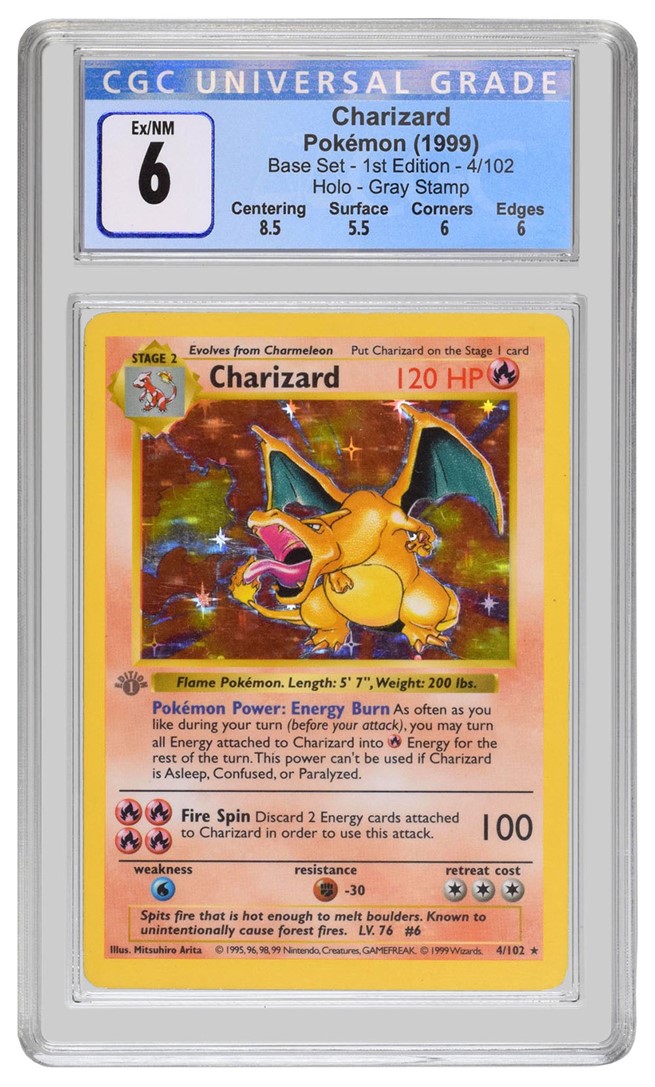 CGC UNIVERSAL GRADE
Ex/NM
6
Charizard
Pokémon (1999)
Base Set - 1st Edition - 4/102
Holo - Gray Stamp
Centering Surface Corners Edges
8.5 5.5 6 6
STAGE 2
Evolves from Charmeleon Put Charizard on the Stage 1 card
Charizard 120 HP
EDITION
1
Flame Pokémon. Length: 5' 7", Weight: 200 lbs.
Pokémon Power: Energy Burn As often as you
like during your turn (before your attack), you may turn
all Energy attached to Charizard into Energy for the
rest of the turn. This power can't be used if Charizard
is Asleep, Confused, or Paralyzed.
Fire Spin Discard 2 Energy cards attached
to Charizard in order to use this attack.
100
weakness resistance retreat cost
-30
Spits fire that is hot enough to melt boulders. Known to
unintentionally cause forest fires. LV. 76 #6
Illus. Mitsuhiro Arita © 1995, 96, 98, 99 Nintendo, Creatures, GAMEFREAK. © 1999 Wizards. 4/102 ★